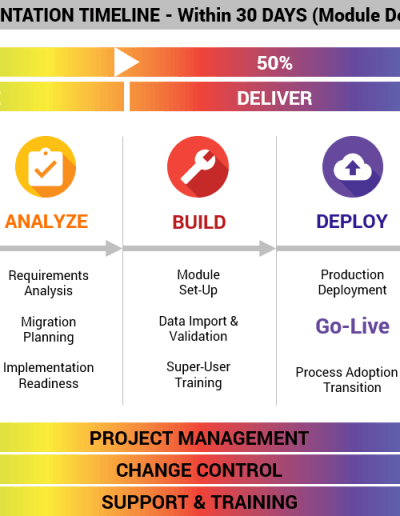 NTATION TIMELINE - Within 30 DAYS (Module De
50%
DELIVER
ANALYZE
BUILD
DEPLOY
Requirements
Analysis
Migration
Planning
Implementation
Readiness
Module
Set-Up
Data Import &
Validation
Super-User
Training
Production
Deployment
Go-Live
Process Adoption
Transition
PROJECT MANAGEMENT
CHANGE CONTROL
SUPPORT & TRAINING